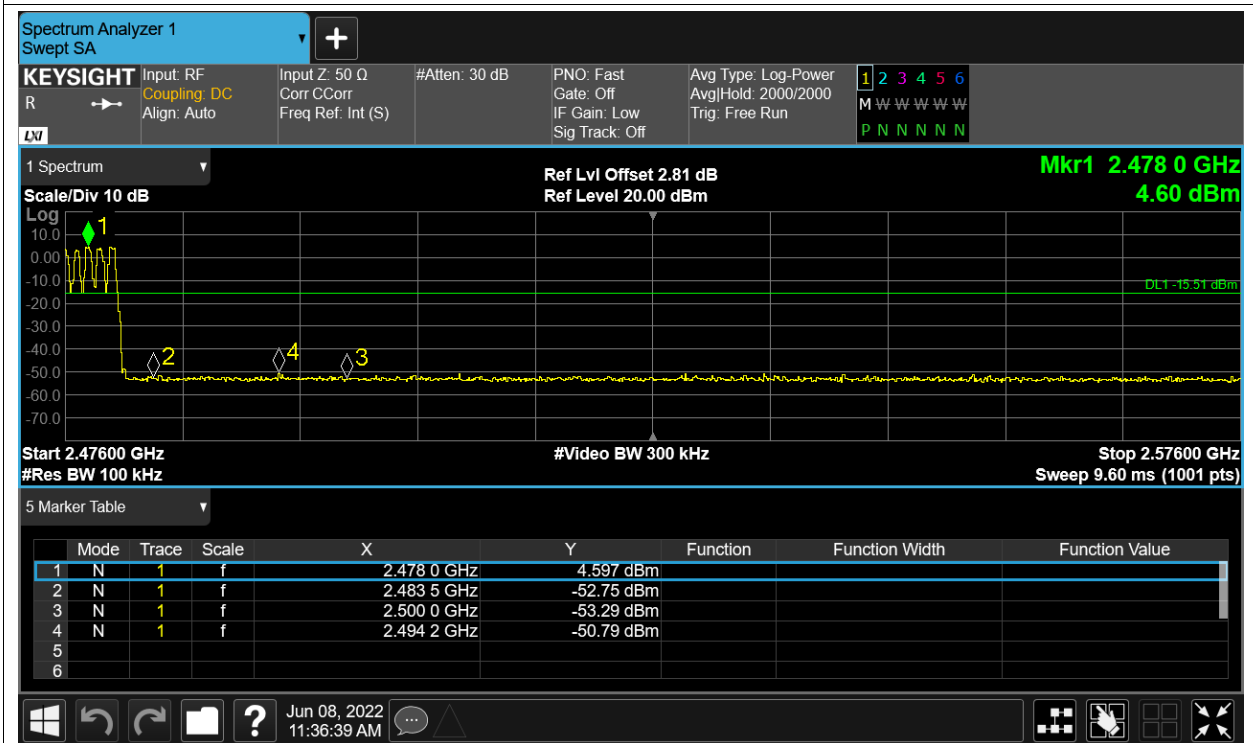 Spectrum Analyzer 1
Swept SA
KEYSIGHT Input: RF Input Z: 50 Ω #Atten: 30 dB PNO: Fast Avg Type: Log-Power 1 2 3 4 5 6
R Coupling: DC Corr CCorr Gate: Off Avg|Hold: 2000/2000 M W W W W W
Align: Auto Freq Ref: Int (S) IF Gain: Low Trig: Free Run
LXI Sig Track: Off P N N N N N
1 Spectrum Ref Lvl Offset 2.81 dB Mkr1 2.478 0 GHz
Scale/Div 10 dB Ref Level 20.00 dBm 4.60 dBm
Log
1
10.0
0.00
-10.0
DL1 -15.51 dBm
-20.0
-30.0
-40.0
2 4 3
-50.0
-60.0
-70.0
Start 2.47600 GHz #Video BW 300 kHz Stop 2.57600 GHz
#Res BW 100 kHz Sweep 9.60 ms (1001 pts)
5 Marker Table
Mode Trace Scale X Y Function Function Width Function Value
1 N 1 f 2.478 0 GHz 4.597 dBm
2 N 1 f 2.483 5 GHz -52.75 dBm
3 N 1 f 2.500 0 GHz -53.29 dBm
4 N 1 f 2.494 2 GHz -50.79 dBm
5
6
? Jun 08, 2022
11:36:39 AM